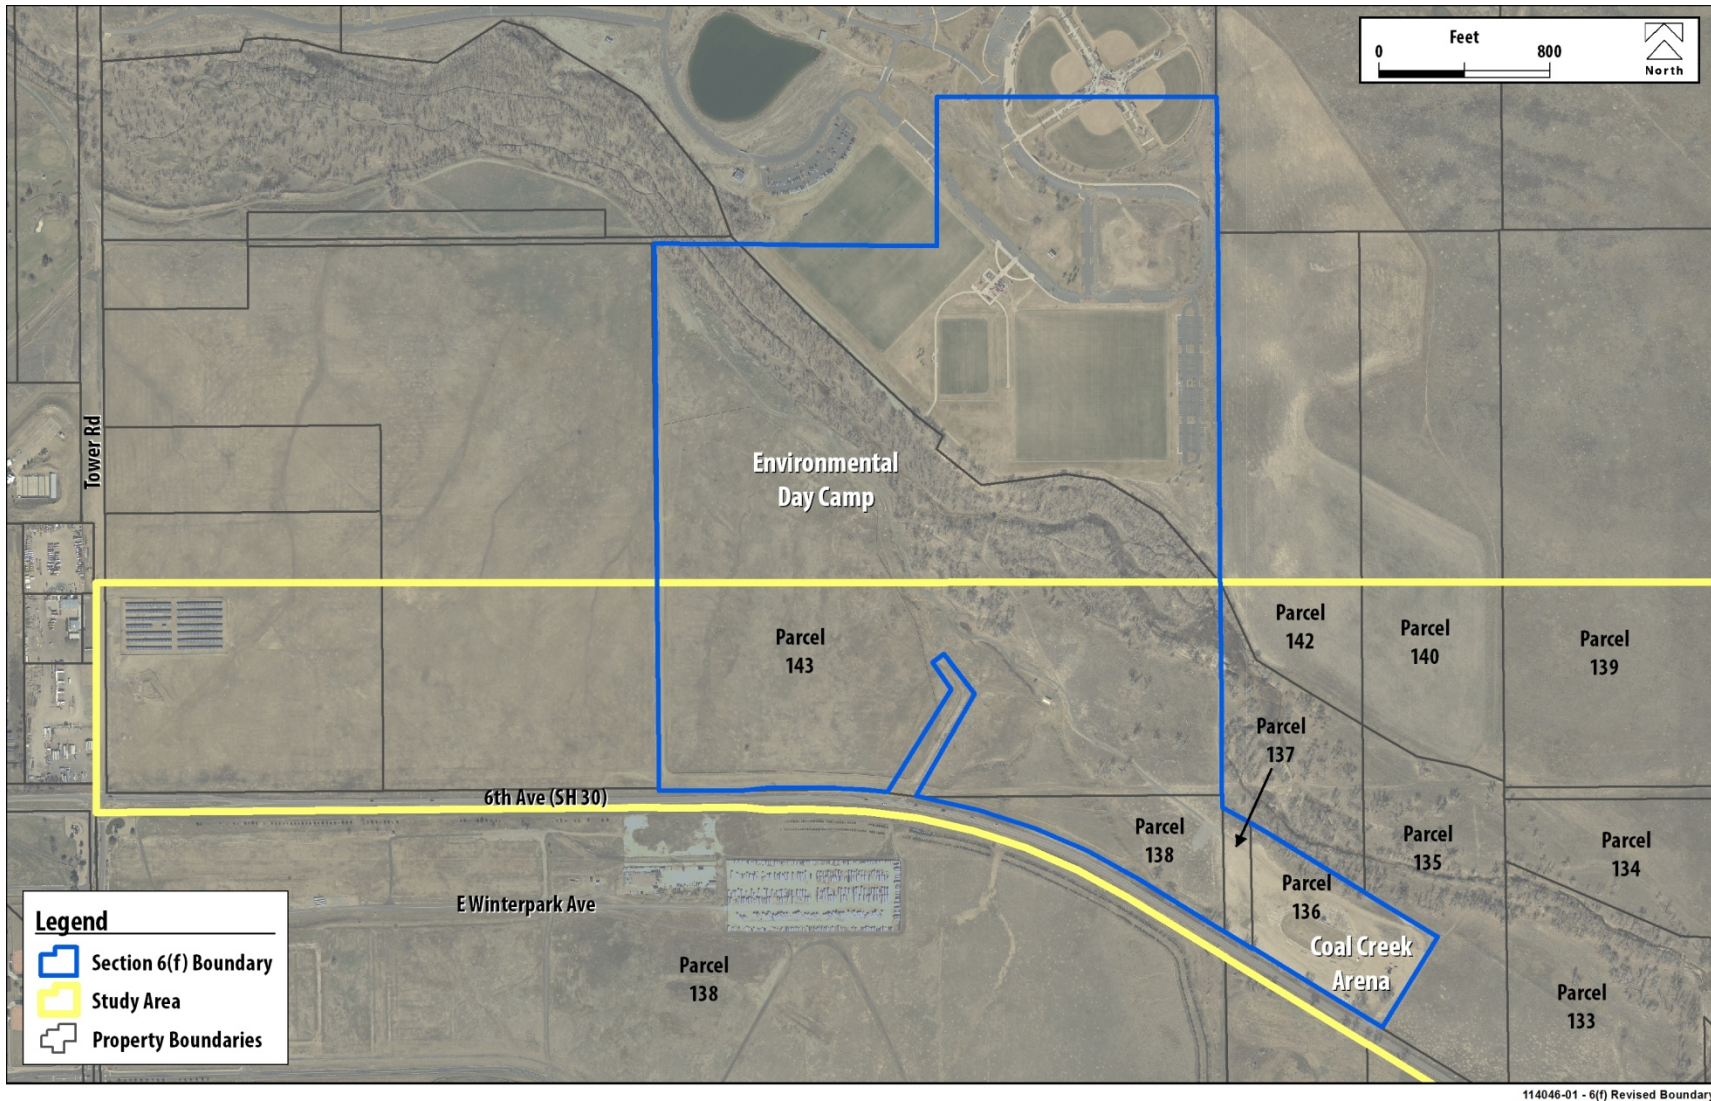 Feet
0
800
North
Tower Rd
Environmental
Day Camp
Parcel
143
Parcel
142
Parcel
140
Parcel
139
Parcel
137
6th Ave (SH 30)
Parcel
138
Parcel
135
Parcel
134
Parcel
136
E Winterpark Ave
Coal Creek
Arena
Parcel
138
Parcel
133
Legend
Section 6(f) Boundary
Study Area
Property Boundaries
114046-01 - 6(f) Revised Boundary